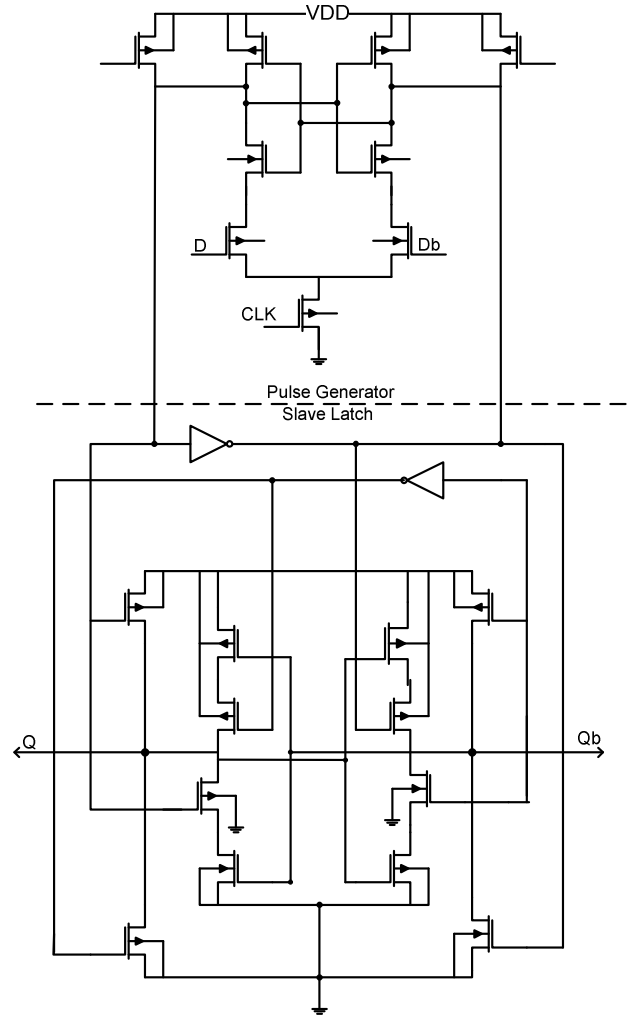 VDD
D
Db
CLK
Pulse Generator
Slave Latch
Q
Qb